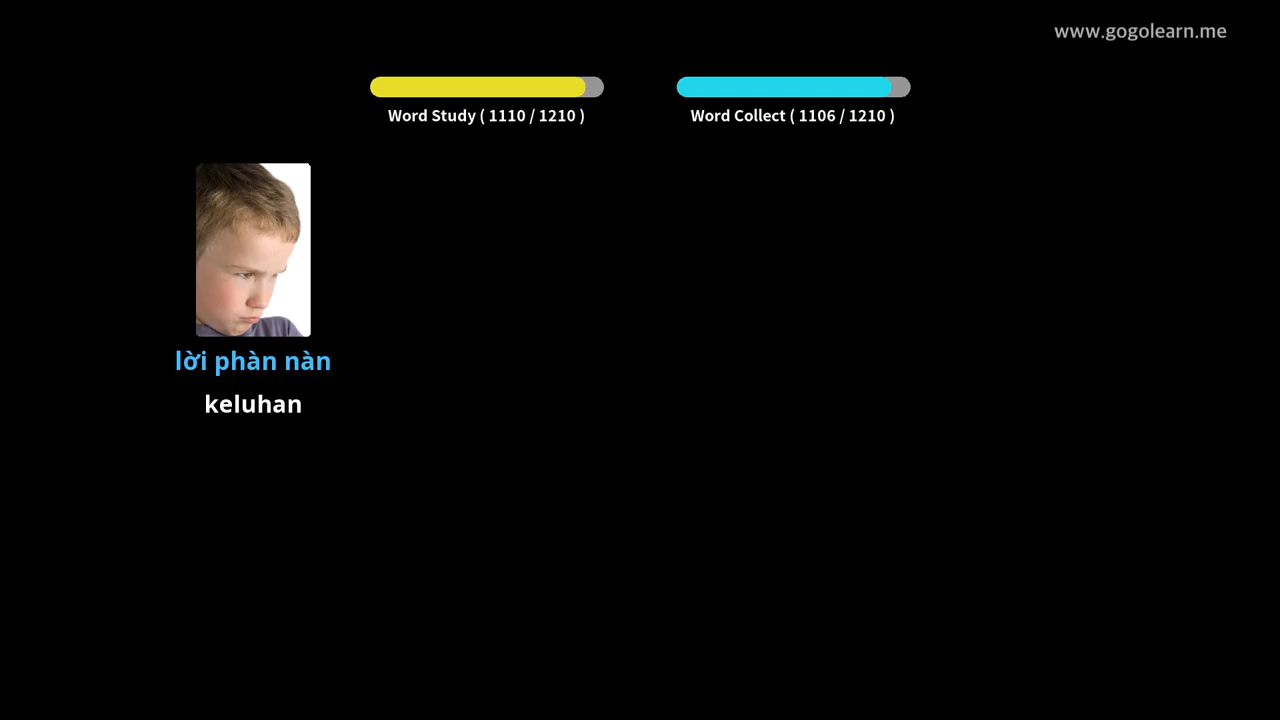 www.gogolearn.me
Word Study ( 1110 / 1210 )
Word Collect ( 1106 / 1210 )
lời phàn nàn
keluhan